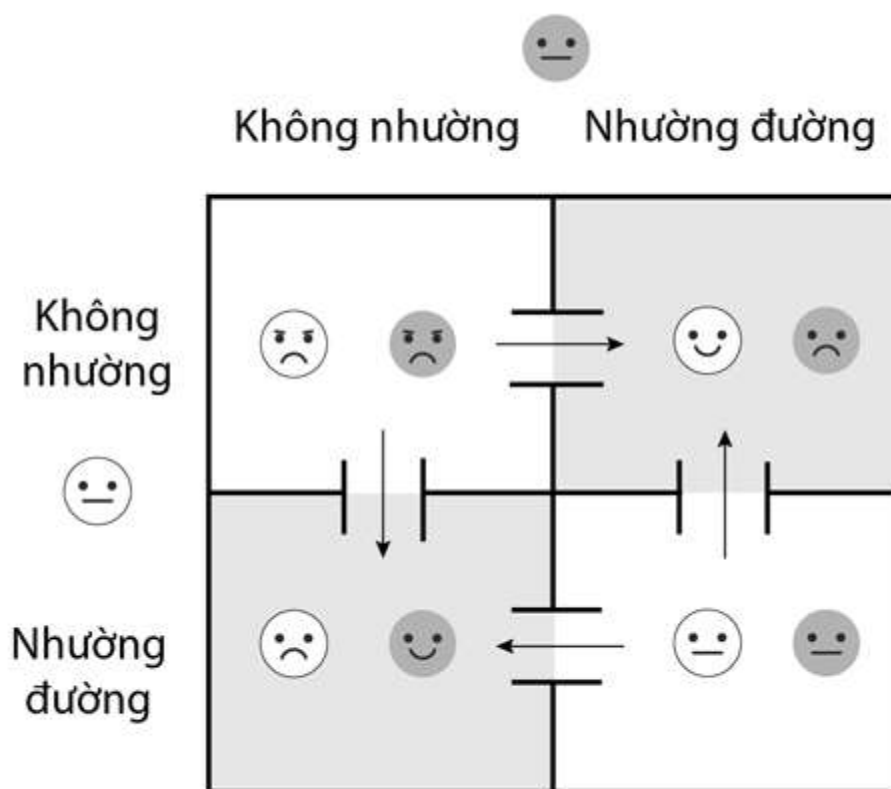 Không nhường
Nhường đường
Không
nhường
Nhường
đường